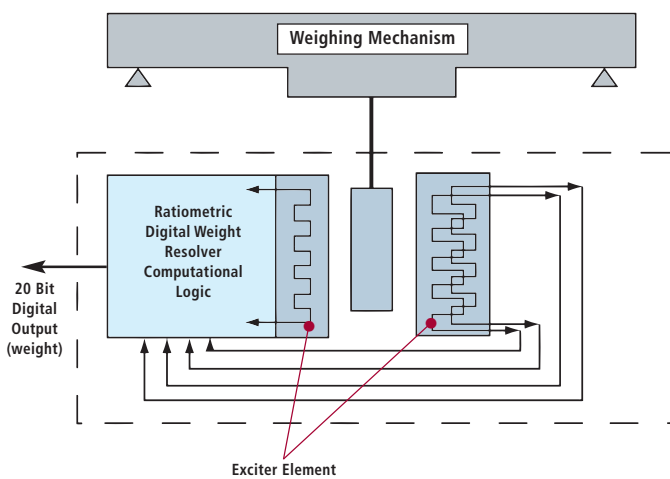 Weighing Mechanism
Ratiometric
Digital Weight
Resolver
Computational
Logic
20 Bit
Digital
Output
(weight)
Exciter Element